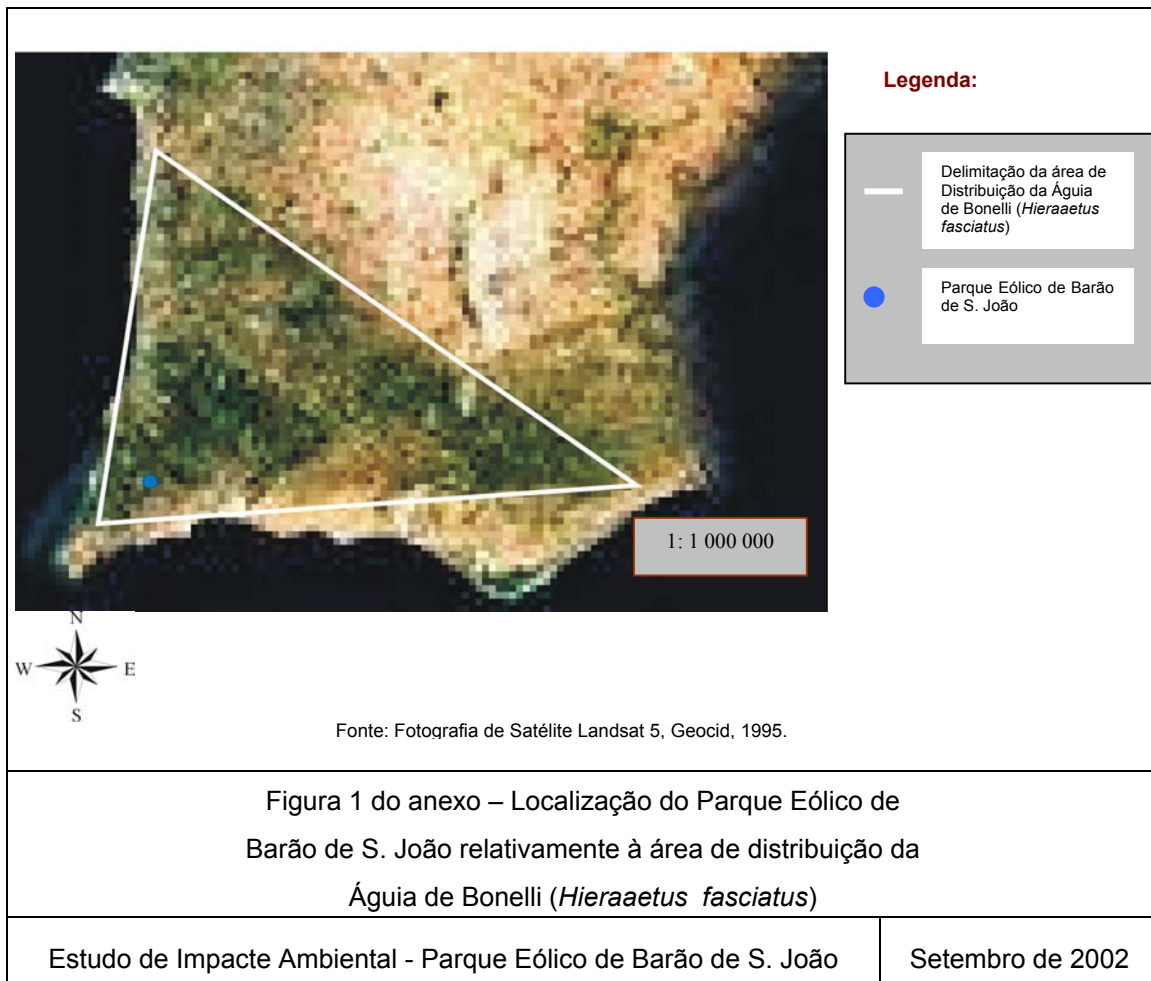 Legenda:
Delimitação da área de
Distribuição da Águia
de Bonelli (Hieraaetus
fasciatus)
Parque Eólico de Barão
de S. João
1: 1 000 000
N
W E
S
Fonte: Fotografia de Satélite Landsat 5, Geocid, 1995.
Figura 1 do anexo – Localização do Parque Eólico de
Barão de S. João relativamente à área de distribuição da
Águia de Bonelli (Hieraaetus fasciatus)
Estudo de Impacte Ambiental - Parque Eólico de Barão de S. João
Setembro de 2002